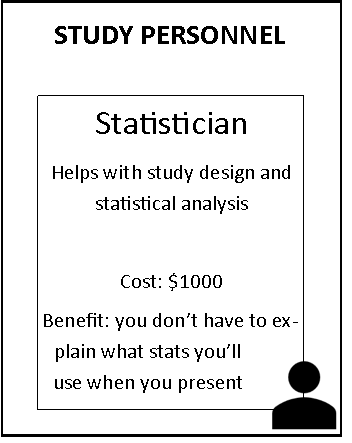 STUDY PERSONNEL
Statistician
Helps with study design and
statistical analysis
Cost: $1000
Benefit: you don’t have to ex-
plain what stats you’ll
use when you present